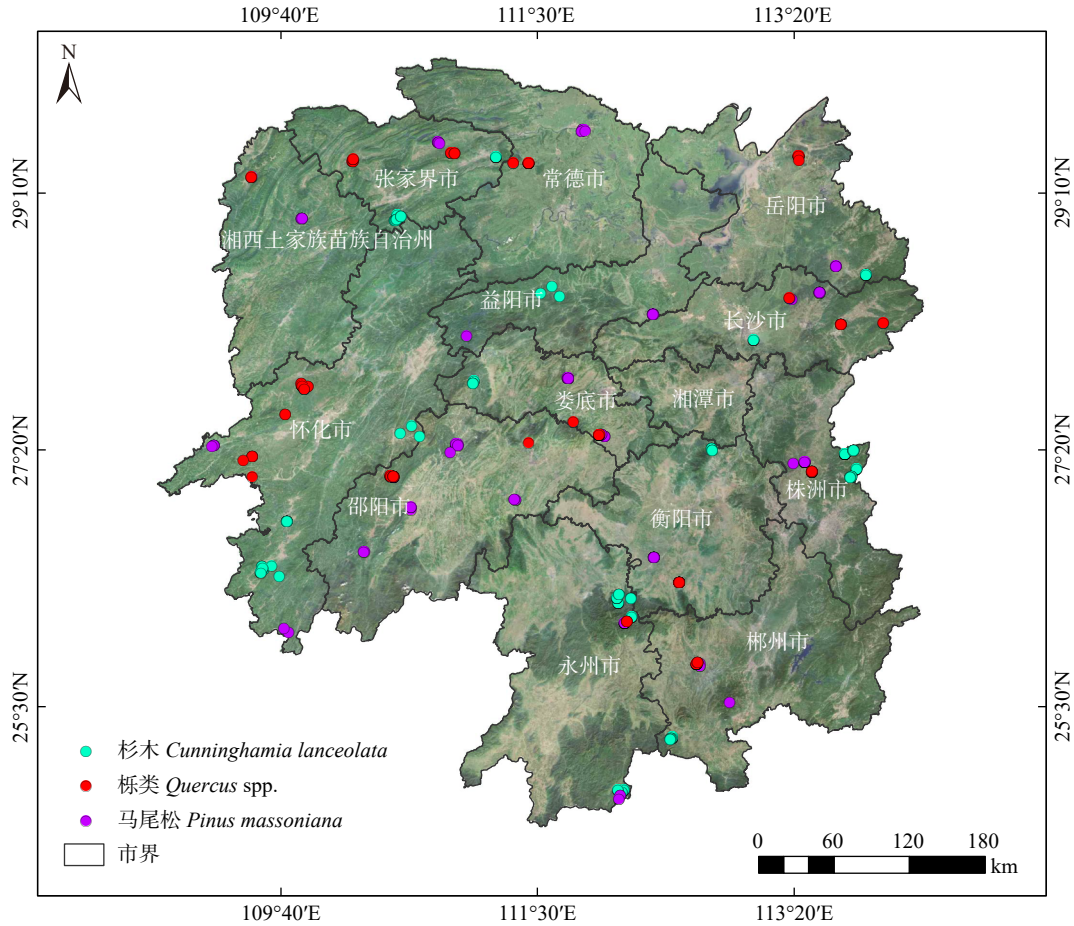 109°40′E 111°30′E 113°20′E
N
29°10′N 29°10′N
张家界市 常德市
岳阳市
湘西土家族苗族自治州
益阳市
长沙市
湘潭市
娄底市
怀化市
27°20′N 27°20′N
株洲市
邵阳市
衡阳市
郴州市
永州市
25°30′N 25°30′N
杉木 Cunninghamia lanceolata
栎类 Quercus spp.
马尾松 Pinus massoniana
市界
0 60 120 180
km
109°40′E 111°30′E 113°20′E